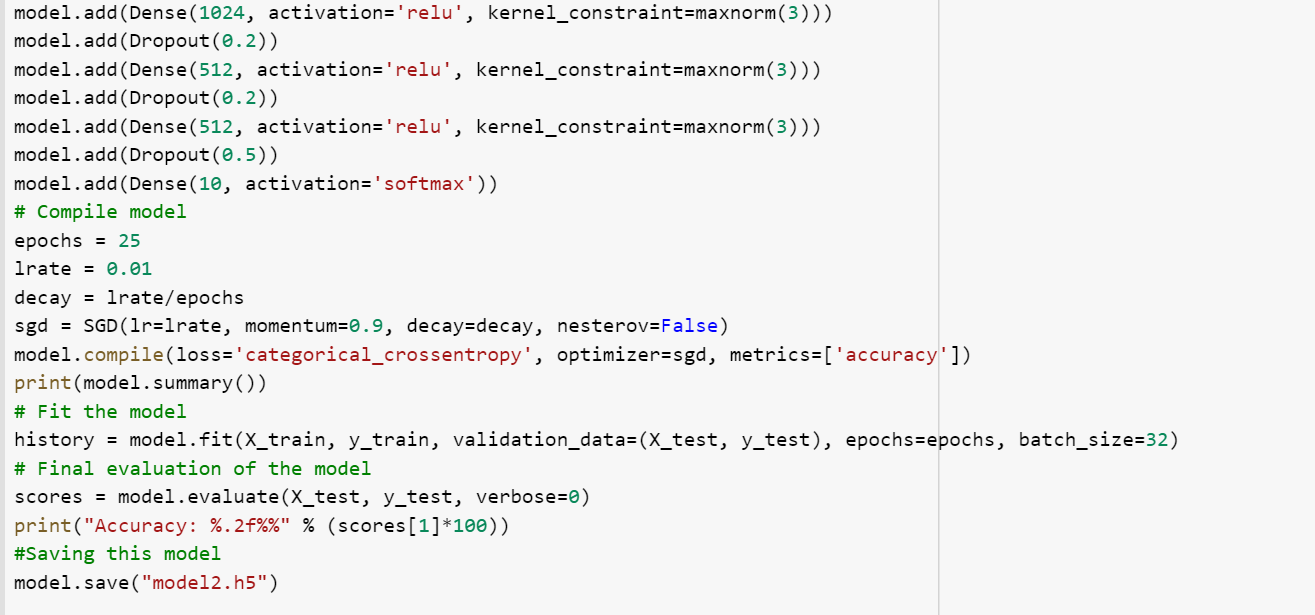 model.add(Dense(1024, activation='relu', kernel_constraint=maxnorm(3)))
model.add(Dropout(0.2))
model.add(Dense(512, activation='relu', kernel_constraint=maxnorm(3)))
model.add(Dropout(0.2))
model.add(Dense(512, activation='relu', kernel_constraint=maxnorm(3)))
model.add(Dropout(0.5))
model.add(Dense(10, activation='softmax'))
# Compile model
epochs = 25
lrate = 0.01
decay = lrate/epochs
sgd = SGD(lr=lrate, momentum=0.9, decay=decay, nesterov=False)
model.compile(loss='categorical_crossentropy', optimizer=sgd, metrics=['accuracy'])
print(model.summary())
# Fit the model
history = model.fit(X_train, y_train, validation_data=(X_test, y_test), epochs=epochs, batch_size=32)
# Final evaluation of the model
scores = model.evaluate(X_test, y_test, verbose=0)
print("Accuracy: %.2f%%" % (scores[1]*100))
#Saving this model
model.save("model2.h5")